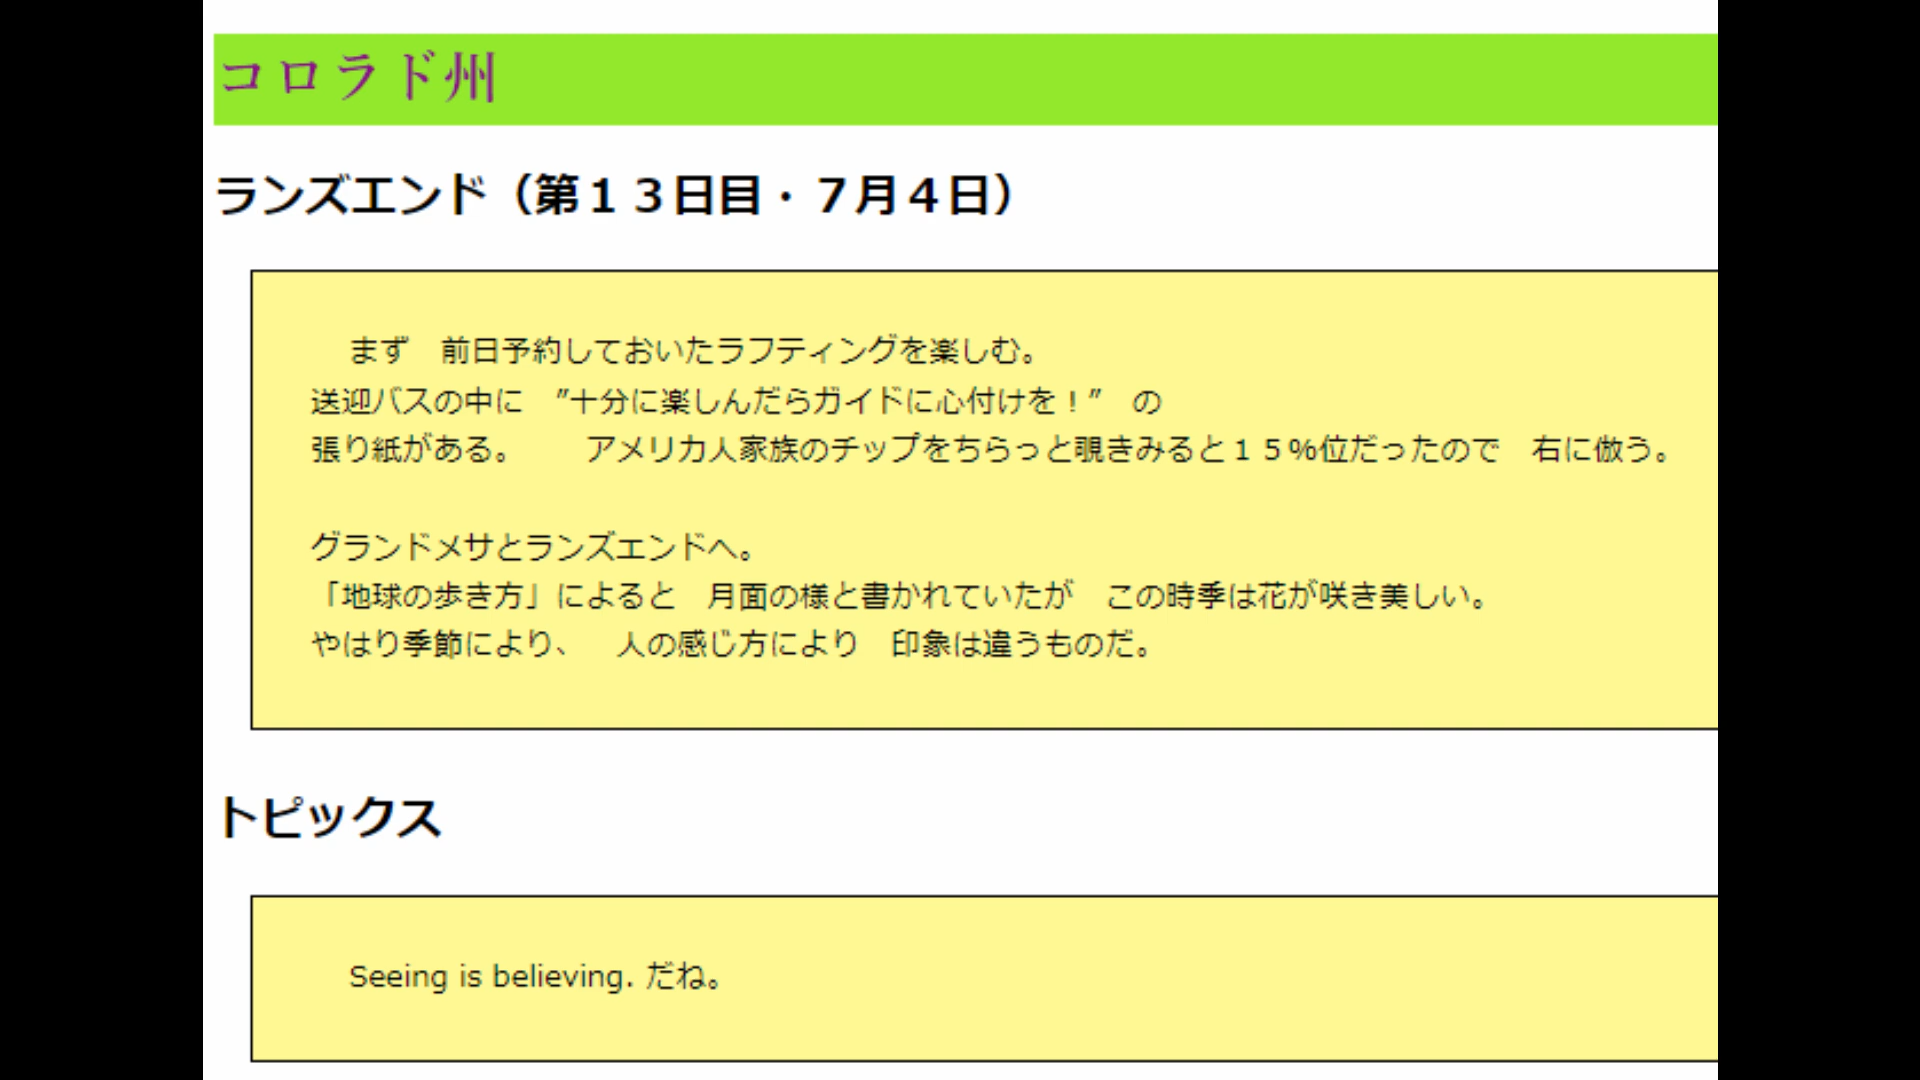 コロラド州
ランズエンド（第１３日目・７月４日）
まず　前日予約しておいたラフティングを楽しむ。
送迎バスの中に　”十分に楽しんだらガイドに心付けを！”　の
張り紙がある。　　アメリカ人家族のチップをちらっと覗きみると１５％位だったので　右に倣う。
グランドメサとランズエンドへ。
「地球の歩き方」によると　月面の様と書かれていたが　この時季は花が咲き美しい。
やはり季節により、　人の感じ方により　印象は違うものだ。
トピックス
Seeing is believing. だね。